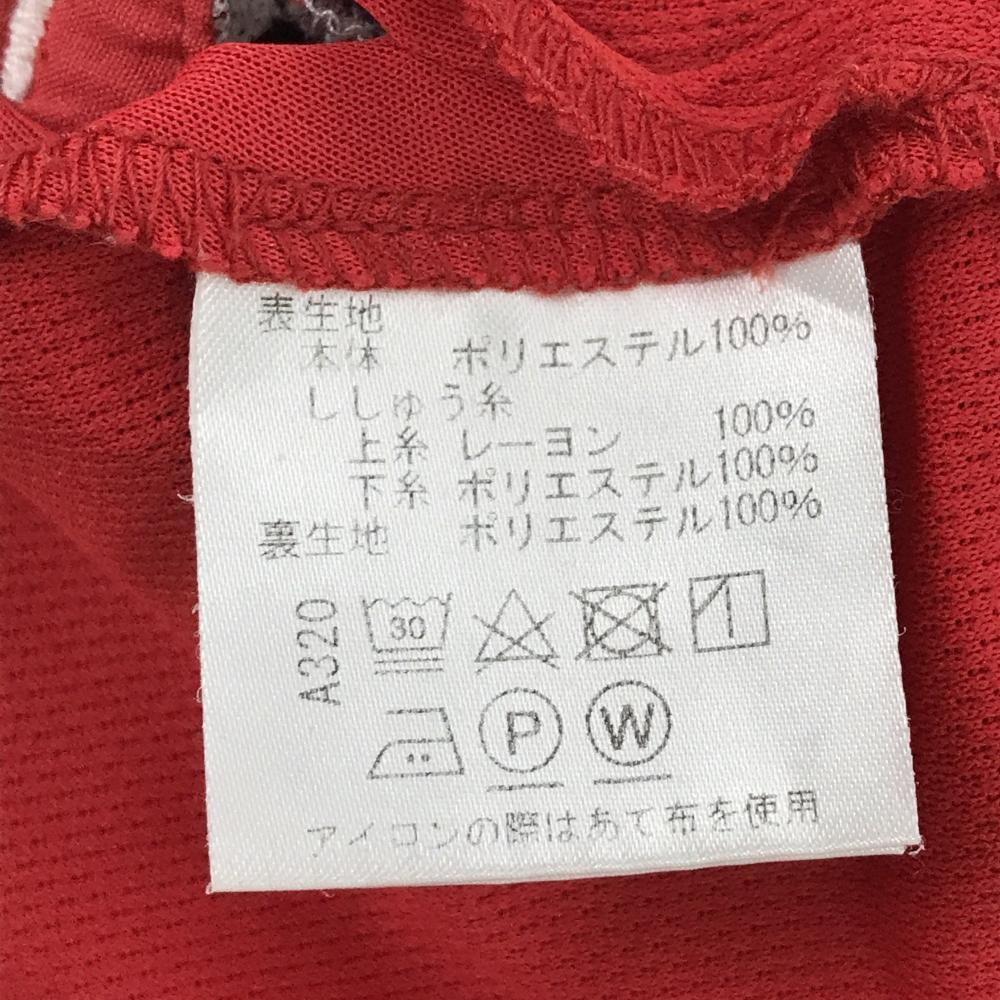 表生地
本体 ポリエステル100%
ししゅう糸
上糸 レーヨン 100%
下糸 ポリエステル100%
裏生地 ポリエステル100%
A320
30
P W
アイロンの際はあて布を使用